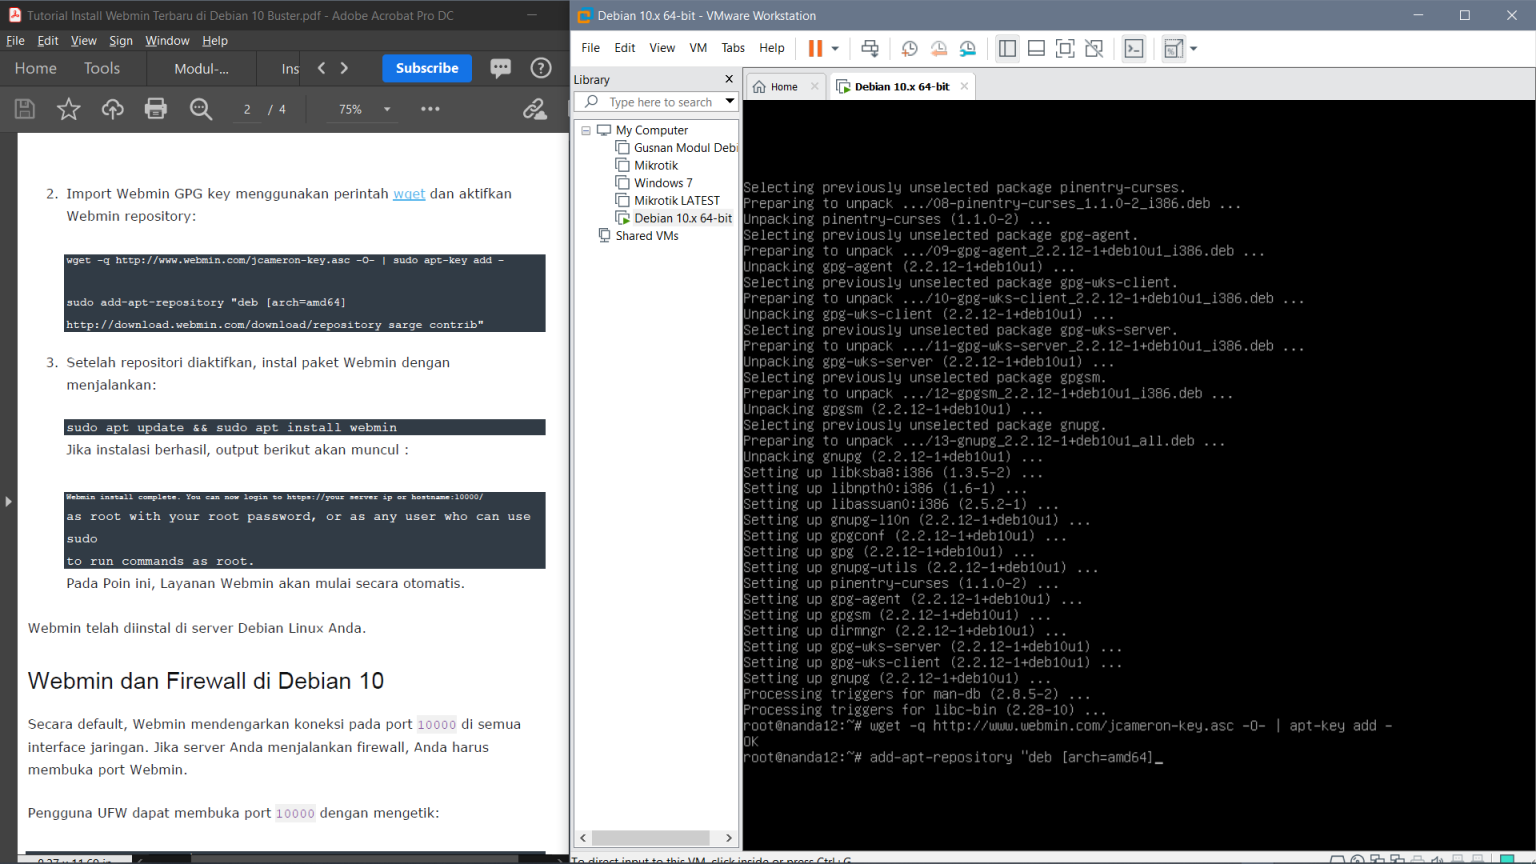 Tutorial Install Webmin Terbaru di Debian 10 Buster.pdf - Adobe Acrobat Pro DC
File Edit View Sign Window Help
Home Tools Modul-... Ins Subscribe
2 / 4 75%
2. Import Webmin GPG key menggunakan perintah wget dan aktifkan
Webmin repository:
wget -q http://www.webmin.com/jcameron-key.asc -O- | sudo apt-key add -
sudo add-apt-repository "deb [arch=amd64]
http://download.webmin.com/download/repository sarge contrib"
3. Setelah repositori diaktifkan, instal paket Webmin dengan
menjalankan:
sudo apt update && sudo apt install webmin
Jika instalasi berhasil, output berikut akan muncul :
Webmin install complete. You can now login to https://your server ip or hostname:10000/
as root with your root password, or as any user who can use
sudo
to run commands as root.
Pada Poin ini, Layanan Webmin akan mulai secara otomatis.
Webmin telah diinstal di server Debian Linux Anda.
Webmin dan Firewall di Debian 10
Secara default, Webmin mendengarkan koneksi pada port 10000 di semua
interface jaringan. Jika server Anda menjalankan firewall, Anda harus
membuka port Webmin.
Pengguna UFW dapat membuka port 10000 dengan mengetik:
Debian 10.x 64-bit - VMware Workstation
File Edit View VM Tabs Help
Library
Type here to search
My Computer
Gusnan Modul Debi
Mikrotik
Windows 7
Mikrotik LATEST
Debian 10.x 64-bit
Shared VMs
Home
Debian 10.x 64-bit
Selecting previously unselected package pinentry-curses.
Preparing to unpack .../08-pinentry-curses_1.1.0-2_i386.deb ...
Unpacking pinentry-curses (1.1.0-2) ...
Selecting previously unselected package gpg-agent.
Preparing to unpack .../09-gpg-agent_2.2.12-1+deb10u1_i386.deb ...
Unpacking gpg-agent (2.2.12-1+deb10u1) ...
Selecting previously unselected package gpg-wks-client.
Preparing to unpack .../10-gpg-wks-client_2.2.12-1+deb10u1_i386.deb ...
Unpacking gpg-wks-client (2.2.12-1+deb10u1) ...
Selecting previously unselected package gpg-wks-server.
Preparing to unpack .../11-gpg-wks-server_2.2.12-1+deb10u1_i386.deb ...
Unpacking gpg-wks-server (2.2.12-1+deb10u1) ...
Selecting previously unselected package gpgsm.
Preparing to unpack .../12-gpgsm_2.2.12-1+deb10u1_i386.deb ...
Unpacking gpgsm (2.2.12-1+deb10u1) ...
Selecting previously unselected package gnupg.
Preparing to unpack .../13-gnupg_2.2.12-1+deb10u1_all.deb ...
Unpacking gnupg (2.2.12-1+deb10u1) ...
Setting up libksba8:i386 (1.3.5-2) ...
Setting up libnpth0:i386 (1.6-1) ...
Setting up libassuan0:i386 (2.5.2-1) ...
Setting up gnupg-l10n (2.2.12-1+deb10u1) ...
Setting up gpgconf (2.2.12-1+deb10u1) ...
Setting up gpg (2.2.12-1+deb10u1) ...
Setting up gnupg-utils (2.2.12-1+deb10u1) ...
Setting up pinentry-curses (1.1.0-2) ...
Setting up gpg-agent (2.2.12-1+deb10u1) ...
Setting up gpgsm (2.2.12-1+deb10u1) ...
Setting up dirmngr (2.2.12-1+deb10u1) ...
Setting up gpg-wks-server (2.2.12-1+deb10u1) ...
Setting up gpg-wks-client (2.2.12-1+deb10u1) ...
Setting up gnupg (2.2.12-1+deb10u1) ...
Processing triggers for man-db (2.8.5-2) ...
Processing triggers for libc-bin (2.28-10) ...
root@nanda12:~# wget -q http://www.webmin.com/jcameron-key.asc -O- | apt-key add -
OK
root@nanda12:~# add-apt-repository "deb [arch=amd64]_
To direct input to this VM, click inside or press Ctrl+G.